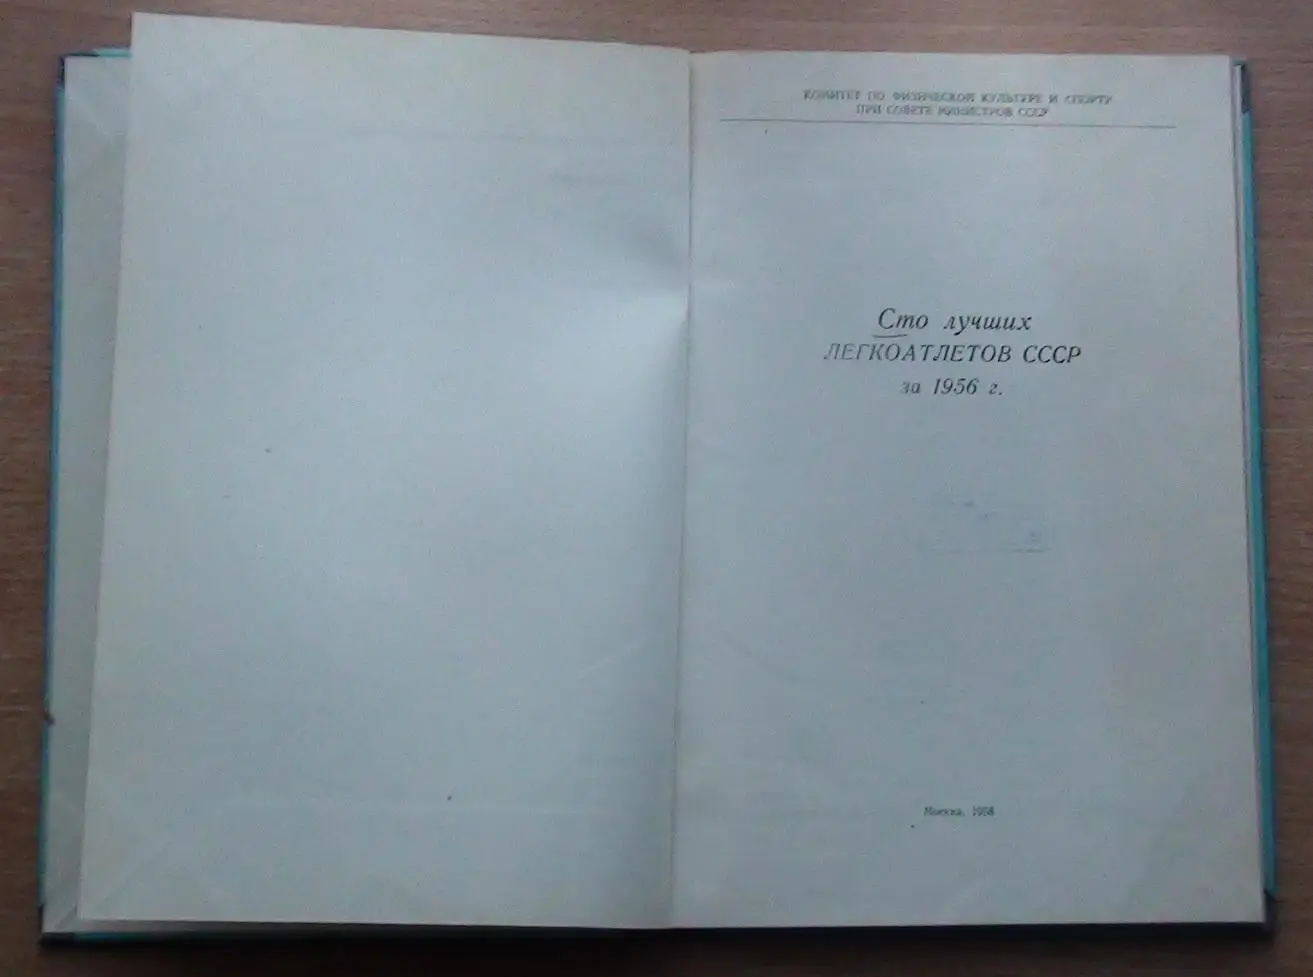 КОМИТЕТ ПО ФИЗИЧЕСКОЙ КУЛЬТУРЕ И СПОРТУ
ПРИ СОВЕТЕ МИНИСТРОВ СССР
Сто лучших
ЛЕГКОАТЛЕТОВ СССР
за 1956 г.
Москва, 1958